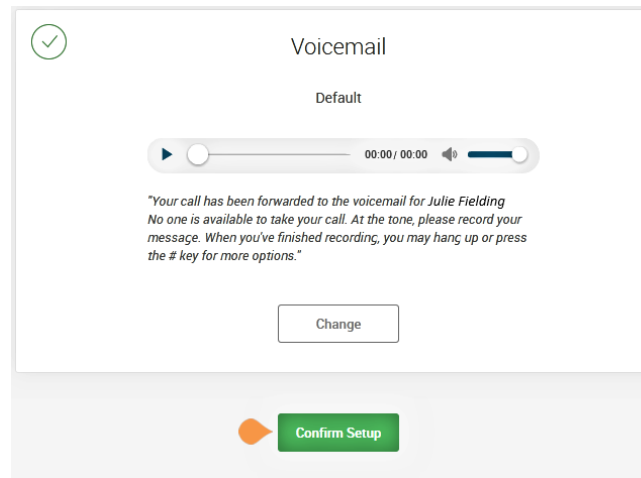 Voicemail
Default
00:00 / 00:00
"Your call has been forwarded to the voicemail for Julie Fielding
No one is available to take your call. At the tone, please record your
message. When you've finished recording, you may hang up or press
the # key for more options."
Change
Confirm Setup